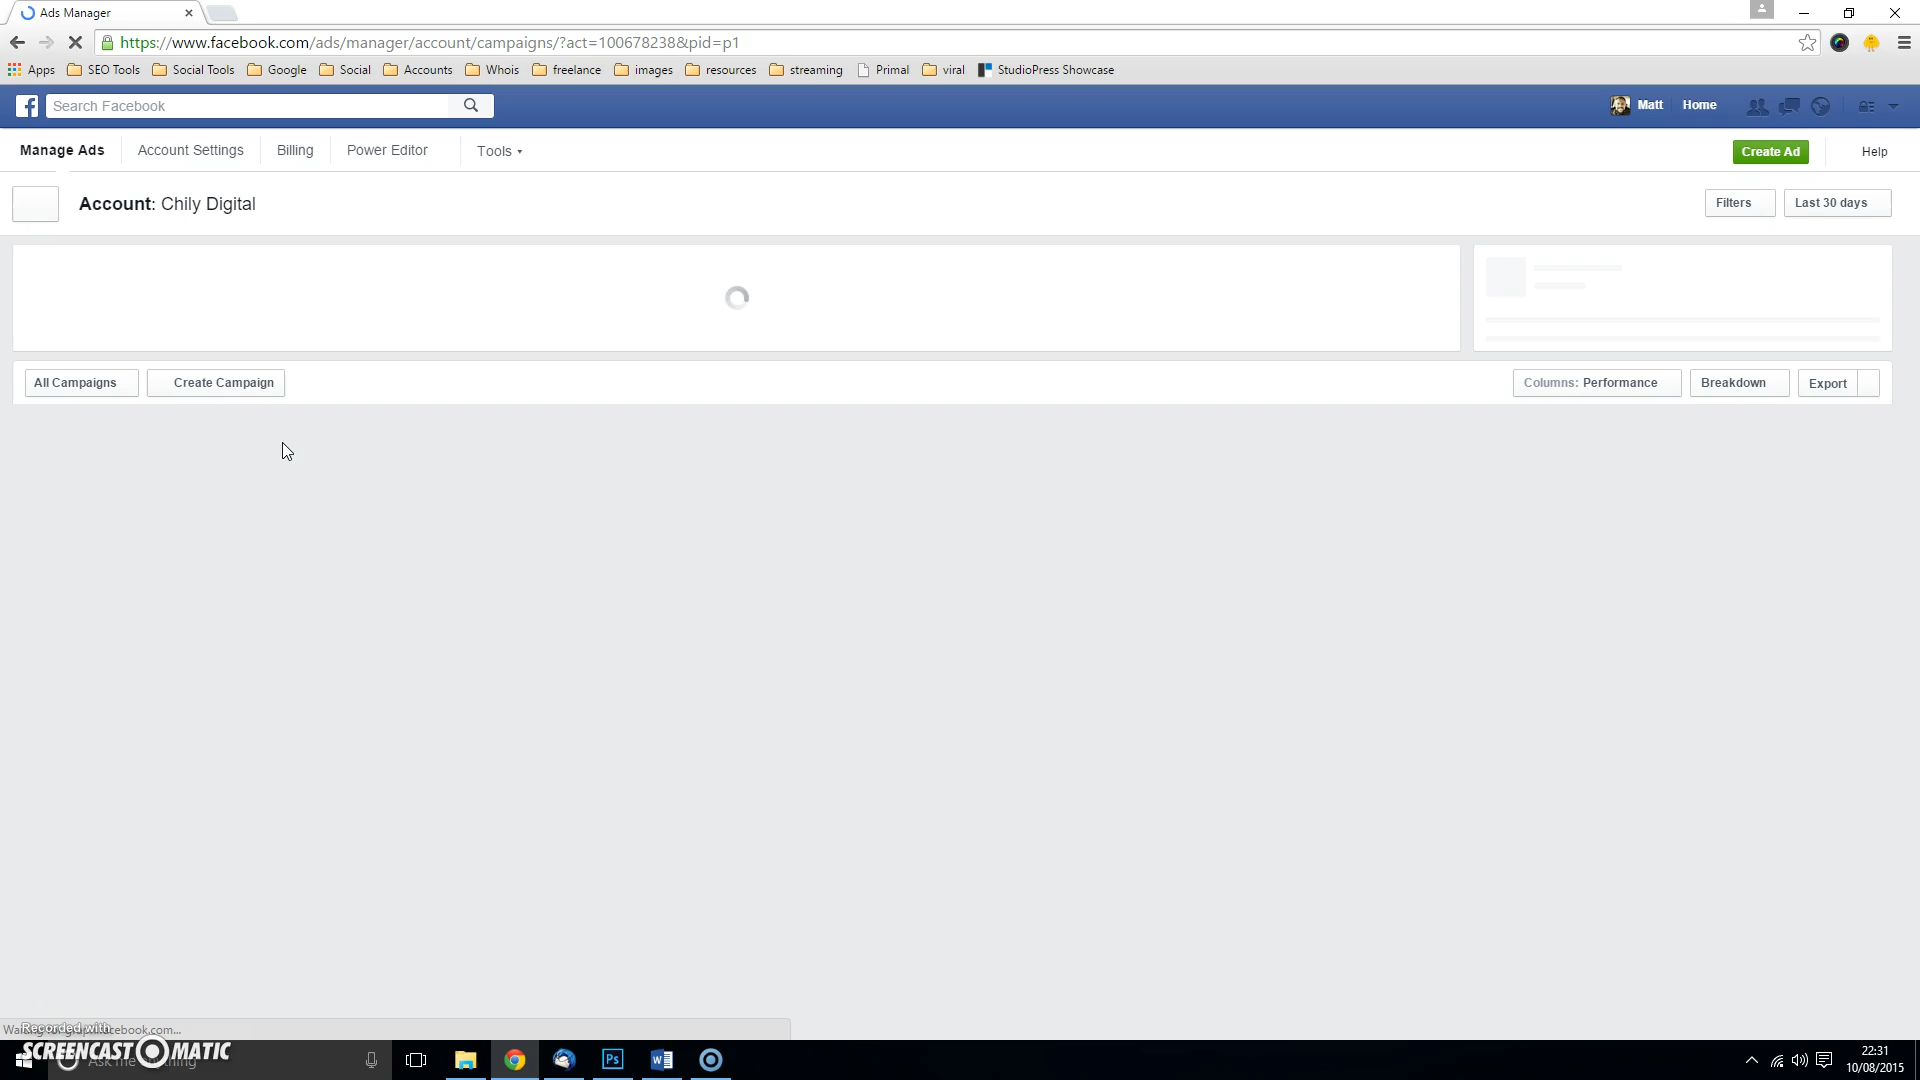 Ads Manager
https://www.facebook.com/ads/manager/account/campaigns/?act=100678238&pid=p1
Apps SEO Tools Social Tools Google Social Accounts Whois freelance images resources streaming Primal viral StudioPress Showcase
Search Facebook Matt Home
Manage Ads Account Settings Billing Power Editor Tools Create Ad Help
Account: Chily Digital Filters Last 30 days
All Campaigns Create Campaign Columns: Performance Breakdown Export
Recorded with
SCREENCAST-O-MATIC
Ps
22:31
10/08/2015